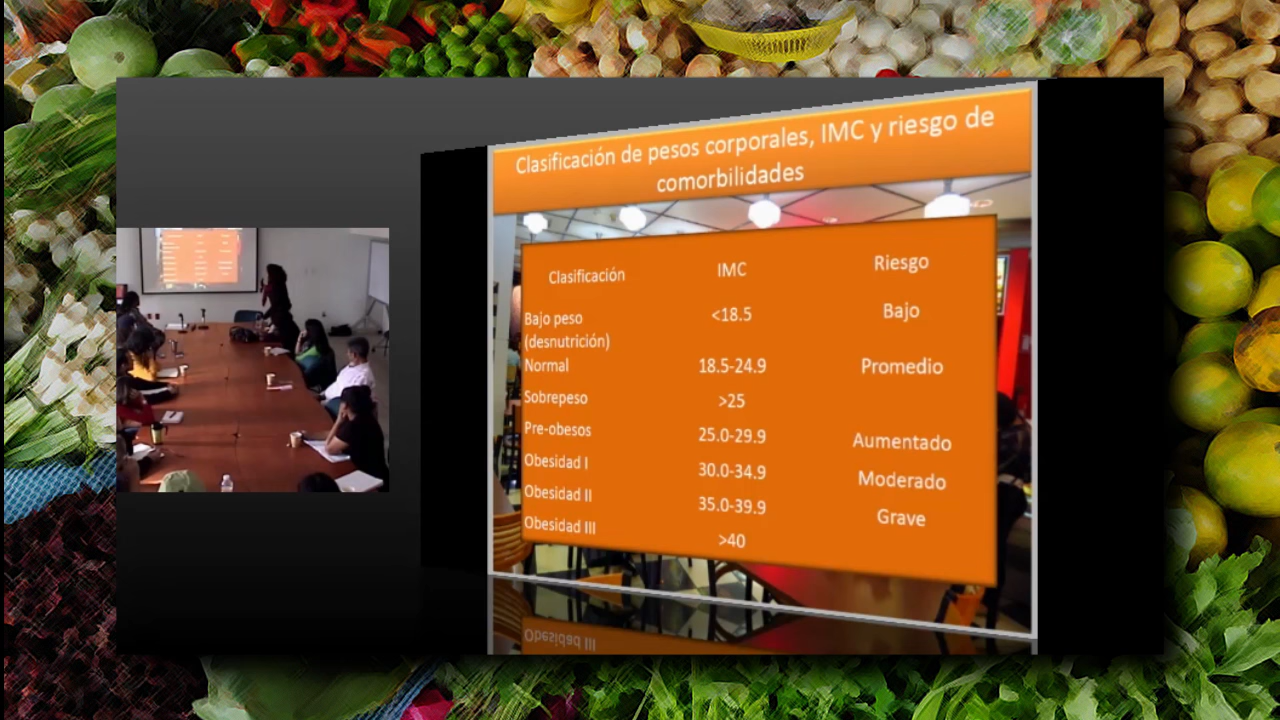 Clasificación de pesos corporales, IMC y riesgo de
comorbilidades
Clasificación IMC Riesgo
Bajo peso <18.5 Bajo
(desnutrición)
Normal 18.5-24.9 Promedio
Sobrepeso >25
Pre-obesos 25.0-29.9 Aumentado
Obesidad I 30.0-34.9 Moderado
Obesidad II 35.0-39.9 Grave
Obesidad III >40